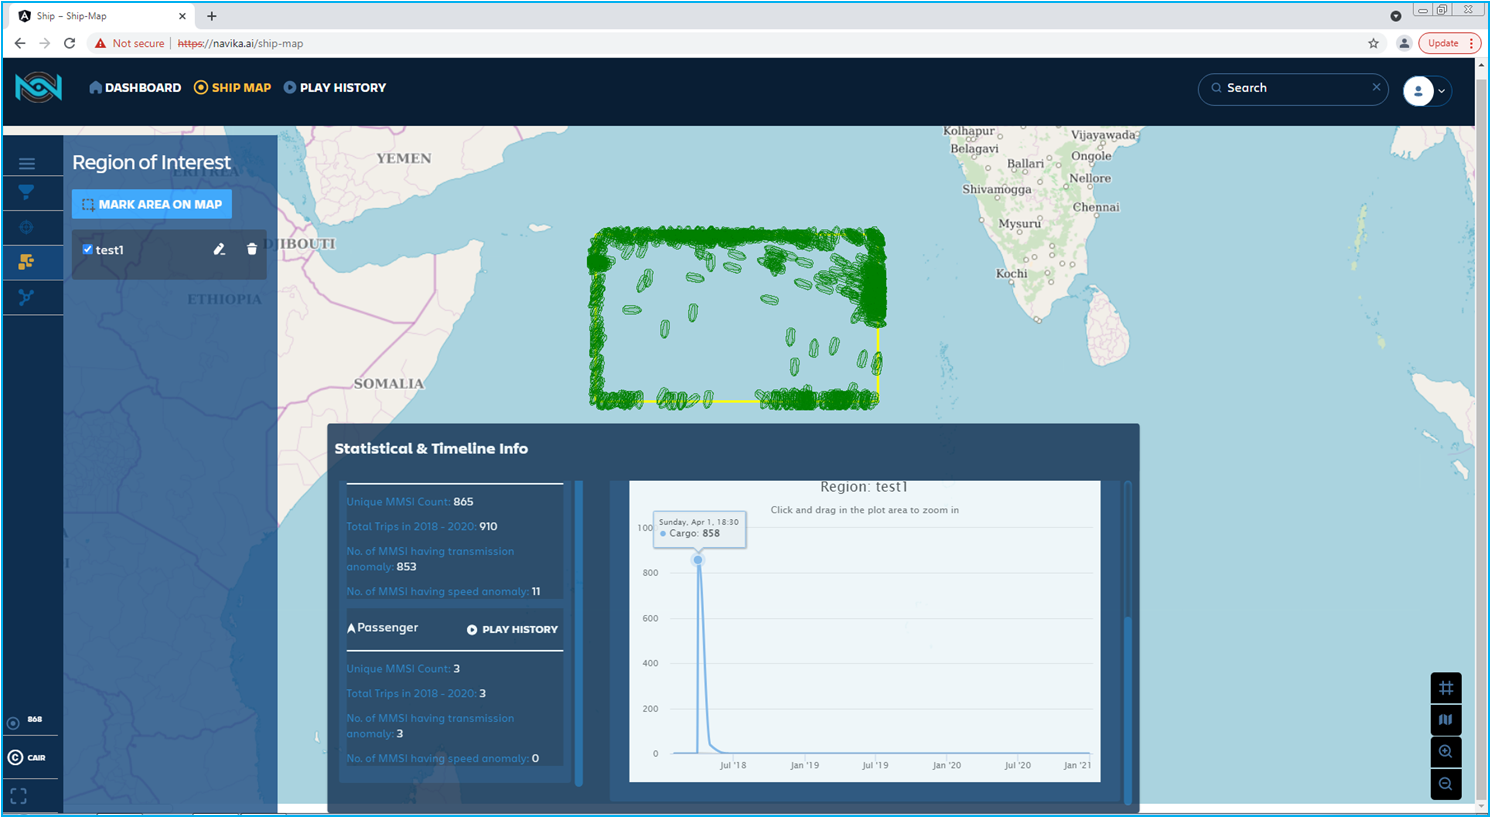 Ship – Ship-Map
Not secure | https://navika.ai/ship-map
Update
DASHBOARD
SHIP MAP
PLAY HISTORY
Search
Region of Interest
MARK AREA ON MAP
test1
ERITREA
DJIBOUTI
ETHIOPIA
YEMEN
SOMALIA
Kolhapur
Vijayawada
Belagavi
Ongole
Ballari
Nellore
Shivamogga
Chennai
Mysuru
Kochi
Statistical & Timeline Info
Unique MMSI Count: 865
Total Trips in 2018 - 2020: 910
No. of MMSI having transmission
anomaly: 853
No. of MMSI having speed anomaly: 11
Passenger
PLAY HISTORY
Unique MMSI Count: 3
Total Trips in 2018 - 2020: 3
No. of MMSI having transmission
anomaly: 3
No. of MMSI having speed anomaly: 0
Region: test1
Click and drag in the plot area to zoom in
Sunday, Apr 1, 18:30
Cargo: 858
800
600
400
200
0
Jul '18
Jan '19
Jul '19
Jan '20
Jul '20
Jan '21
868
CAIR